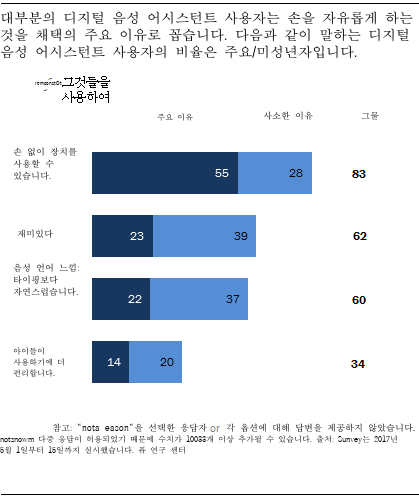 대부분의 디지털 음성 어시스턴트 사용자는 손을 자유롭게 하는
것을 채택의 주요 이유로 꼽습니다. 다음과 같이 말하는 디지털
음성 어시스턴트 사용자의 비율은 주요/미성년자입니다.
그것들을
사용하여
주요 이유 사소한 이유 그물
손 없이 장치를
사용할 수
있습니다.
55 28 83
재미있다
23 39 62
음성 언어 느낌:
타이핑보다
자연스럽습니다.
22 37 60
아이들이
사용하기에 더
편리합니다.
14 20 34
참고: "nota eason"을 선택한 응답자 or 각 옵션에 대해 답변을 제공하지 않았습니다.
다중 응답이 허용되었기 때문에 수치가 10033개 이상 추가될 수 있습니다. 출처: Survey는 2017년
5월 1일부터 15일까지 실시했습니다. 퓨 연구 센터